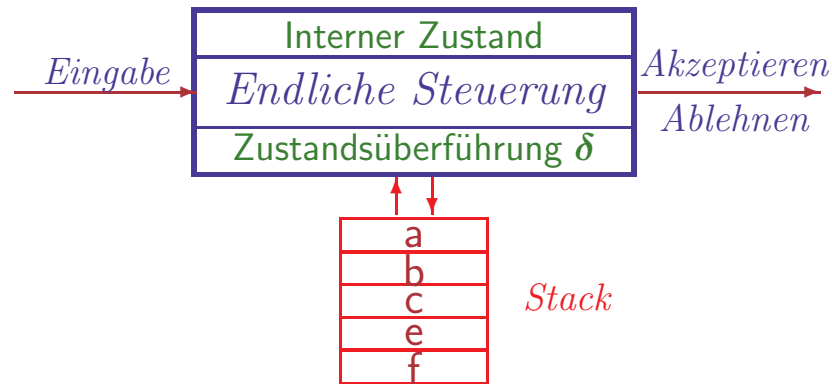 Interner Zustand
Eingabe
Endliche Steuerung
Akzeptieren
Ablehnen
Zustandsüberführung δ
a
b
c
e
f
Stack